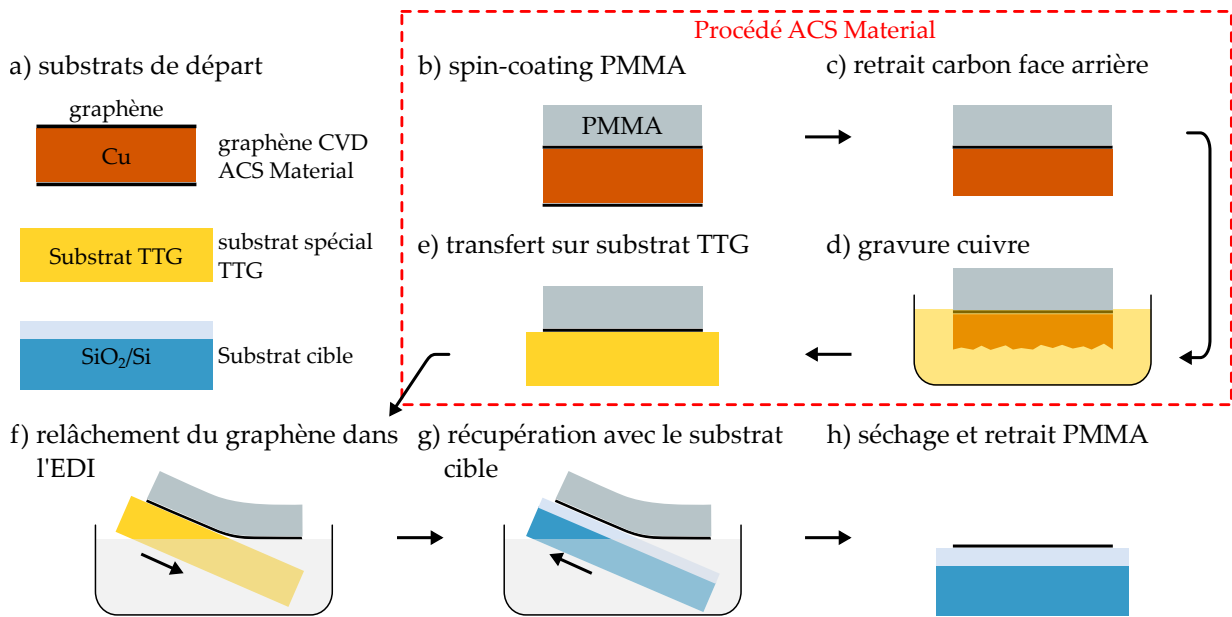 Procédé ACS Material
a) substrats de départ
graphène
Cu
graphène CVD
ACS Material
Substrat TTG
substrat spécial
TTG
SiO₂/Si
Substrat cible
b) spin-coating PMMA
PMMA
c) retrait carbon face arrière
d) gravure cuivre
e) transfert sur substrat TTG
f) relâchement du graphène dans
l'EDI
g) récupération avec le substrat
cible
h) séchage et retrait PMMA